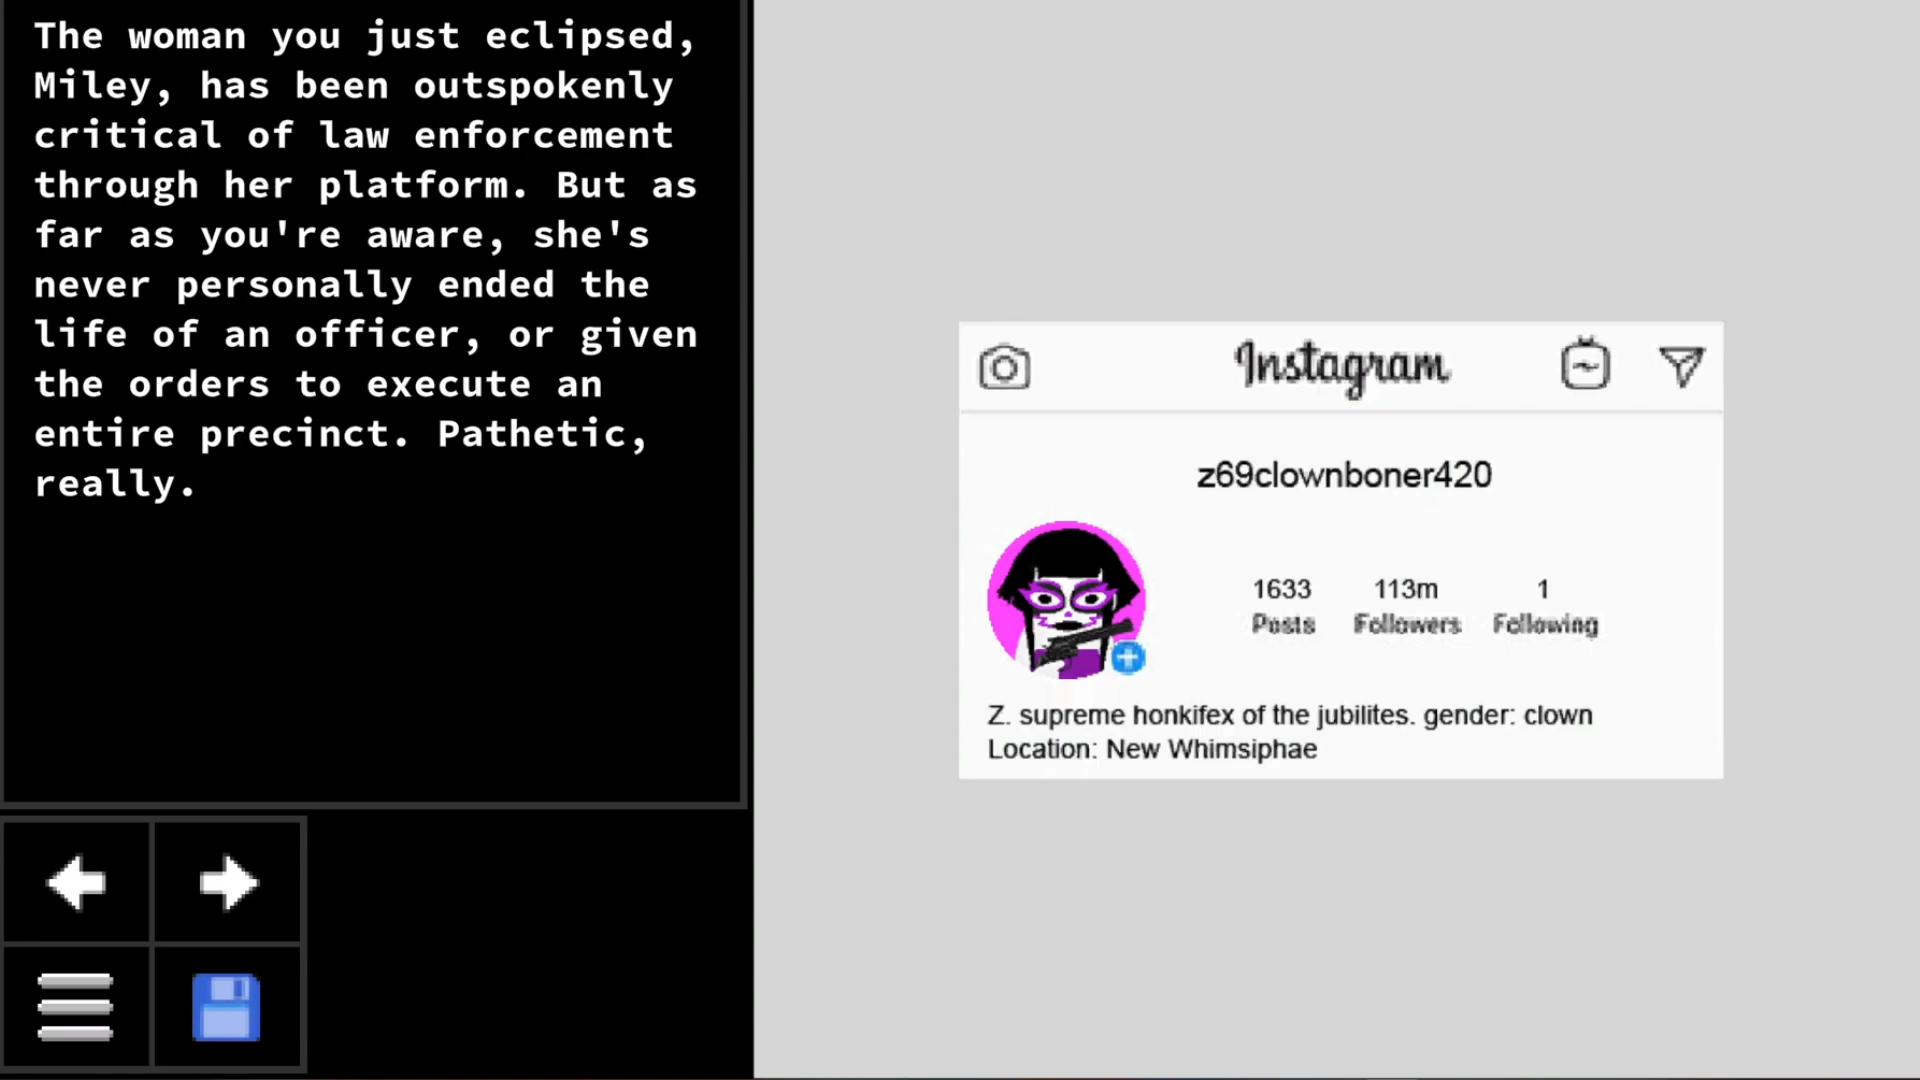 The woman you just eclipsed,
Miley, has been outspokenly
critical of law enforcement
through her platform. But as
far as you're aware, she's
never personally ended the
life of an officer, or given
the orders to execute an
entire precinct. Pathetic,
really.
Instagram
z69clownboner420
1633 113m 1
Posts Followers Following
Z. supreme honkifex of the jubilites. gender: clown
Location: New Whimsiphae